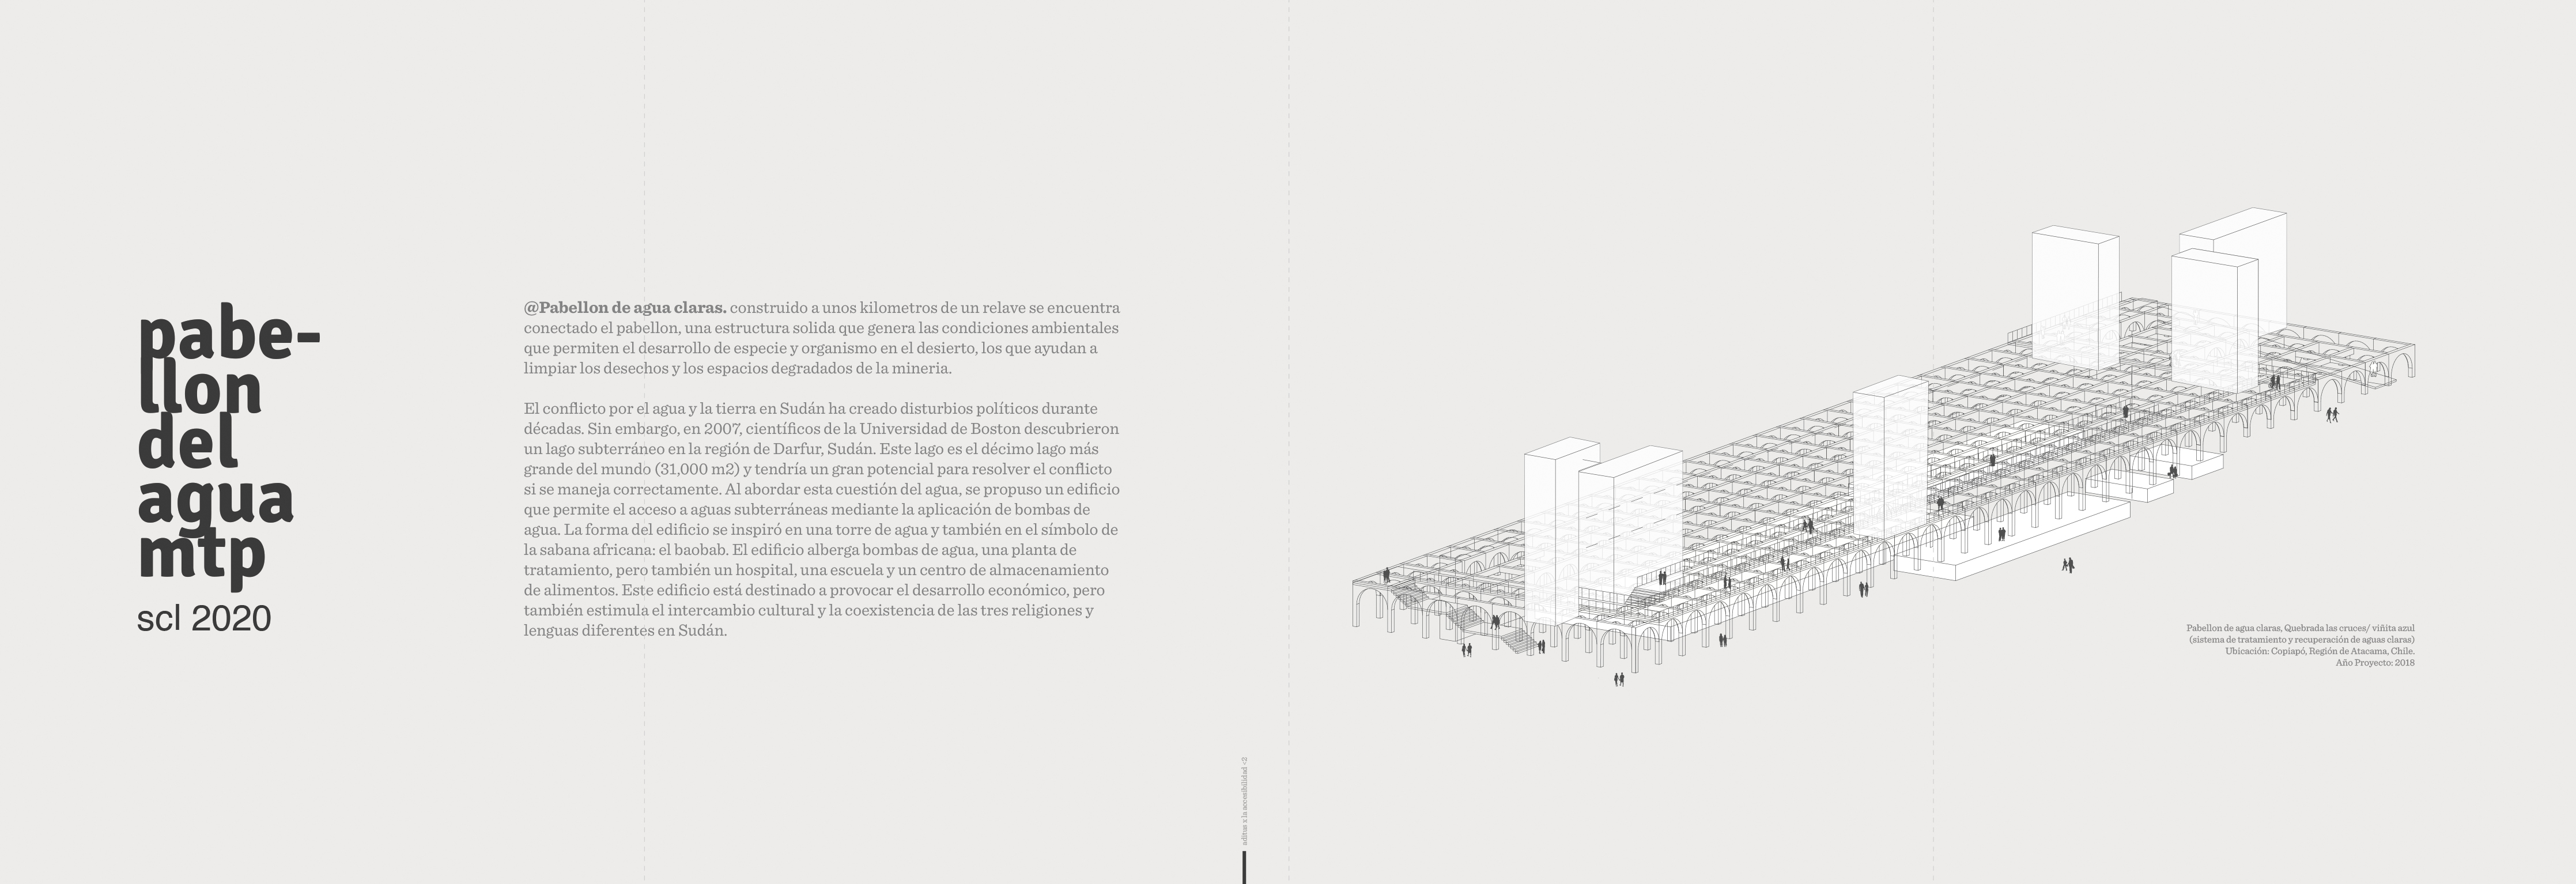 pabe-
llon
del
agua
mtp
scl 2020
@Pabellon de agua claras. construido a unos kilometros de un relave se encuentra
conectado el pabellon, una estructura solida que genera las condiciones ambientales
que permiten el desarrollo de especie y organismo en el desierto, los que ayudan a
limpiar los desechos y los espacios degradados de la mineria.
El conflicto por el agua y la tierra en Sudán ha creado disturbios políticos durante
décadas. Sin embargo, en 2007, científicos de la Universidad de Boston descubrieron
un lago subterráneo en la región de Darfur, Sudán. Este lago es el décimo lago más
grande del mundo (31,000 m2) y tendría un gran potencial para resolver el conflicto
si se maneja correctamente. Al abordar esta cuestión del agua, se propuso un edificio
que permite el acceso a aguas subterráneas mediante la aplicación de bombas de
agua. La forma del edificio se inspiró en una torre de agua y también en el símbolo de
la sabana africana: el baobab. El edificio alberga bombas de agua, una planta de
tratamiento, pero también un hospital, una escuela y un centro de almacenamiento
de alimentos. Este edificio está destinado a provocar el desarrollo económico, pero
también estimula el intercambio cultural y la coexistencia de las tres religiones y
lenguas diferentes en Sudán.
aditus x la accesibilidad <2
Pabellon de agua claras, Quebrada las cruces/ viñita azul
(sistema de tratamiento y recuperación de aguas claras)
Ubicación: Copiapó, Región de Atacama, Chile.
Año Proyecto: 2018